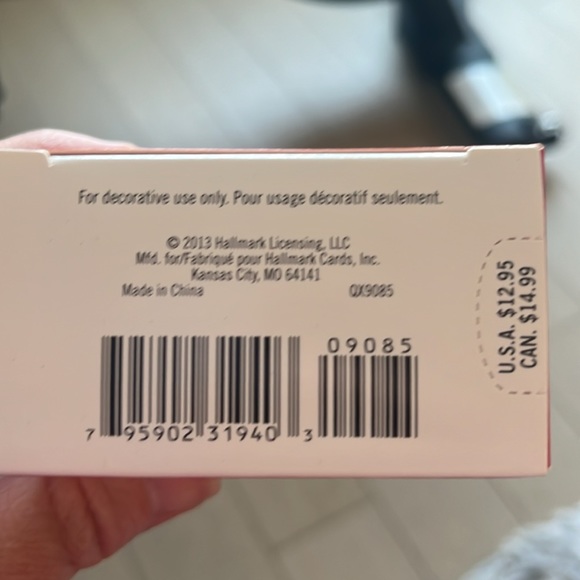 For decorative use only. Pour usage décoratif seulement.
© 2013 Hallmark Licensing, LLC
Mfd. for/Fabriqué pour Hallmark Cards, Inc.
Kansas City, MO 64141
Made in China QX9085
U.S.A. $12.95
CAN. $14.99
09085
7 95902 31940 3